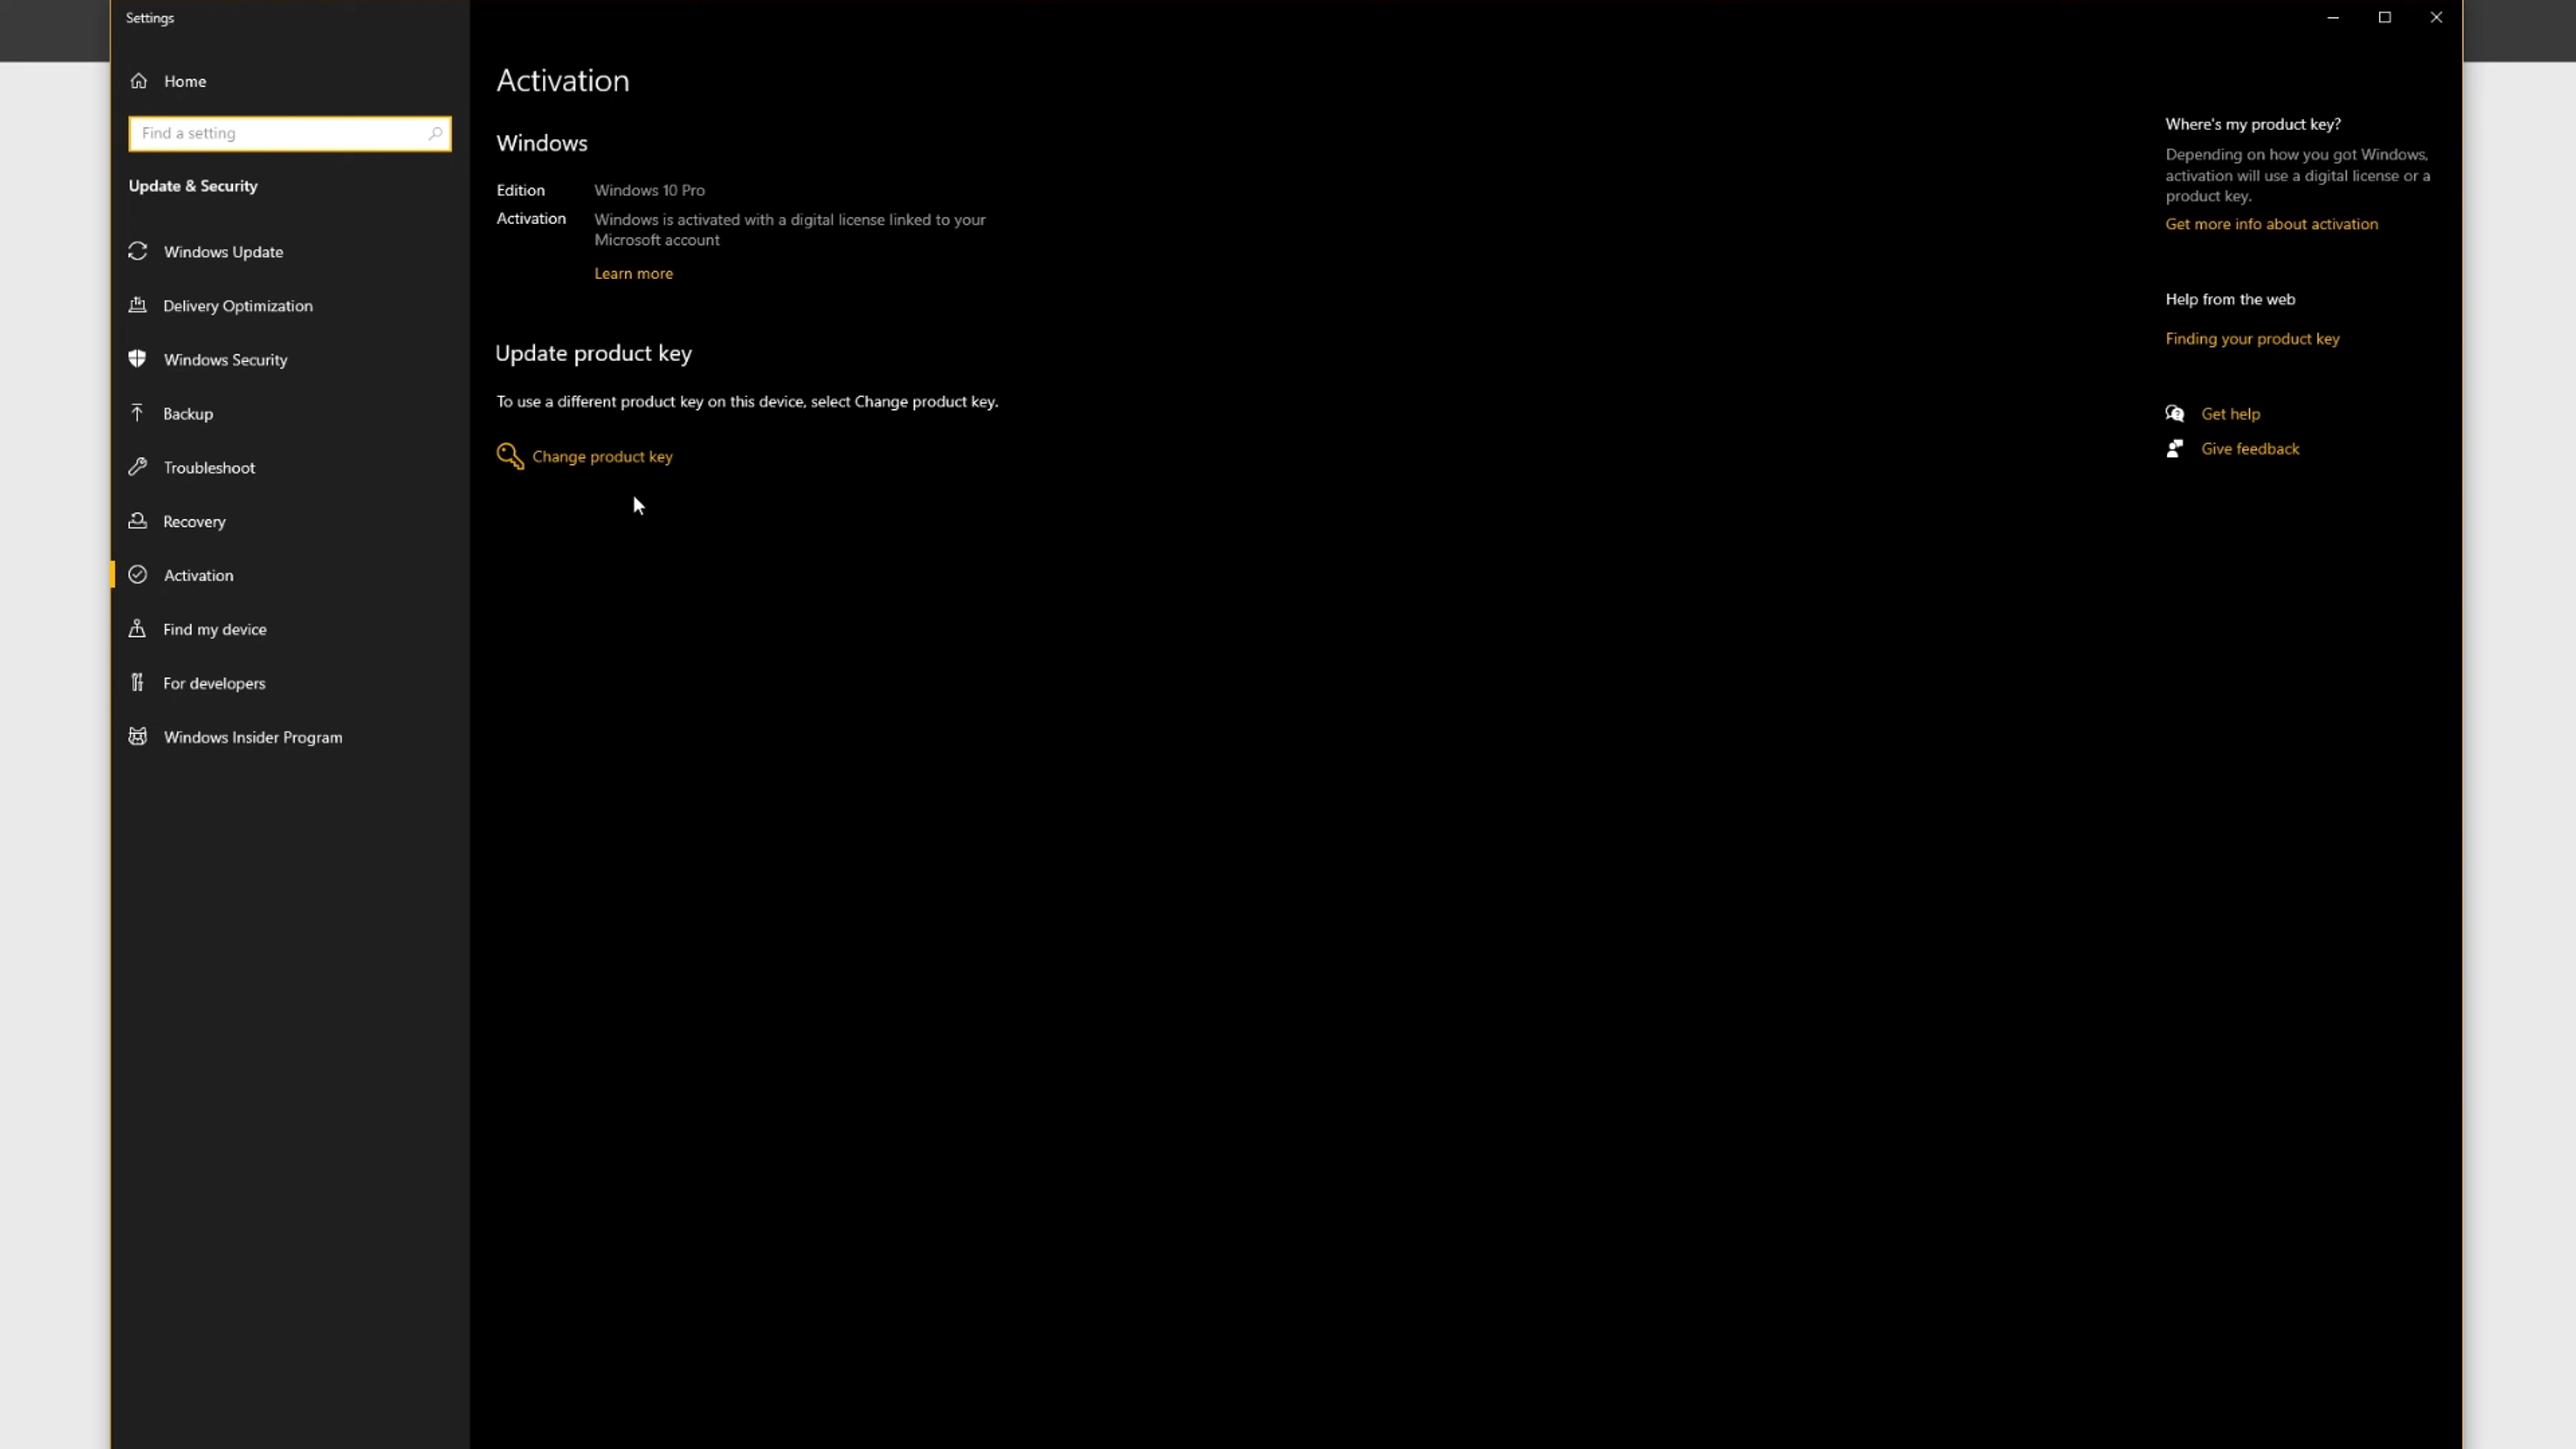 Settings
Home
Find a setting
Update & Security
Windows Update
Delivery Optimization
Windows Security
Backup
Troubleshoot
Recovery
Activation
Find my device
For developers
Windows Insider Program
Activation
Windows
Edition Windows 10 Pro
Activation Windows is activated with a digital license linked to your
Microsoft account
Learn more
Update product key
To use a different product key on this device, select Change product key.
Change product key
Where's my product key?
Depending on how you got Windows,
activation will use a digital license or a
product key.
Get more info about activation
Help from the web
Finding your product key
Get help
Give feedback